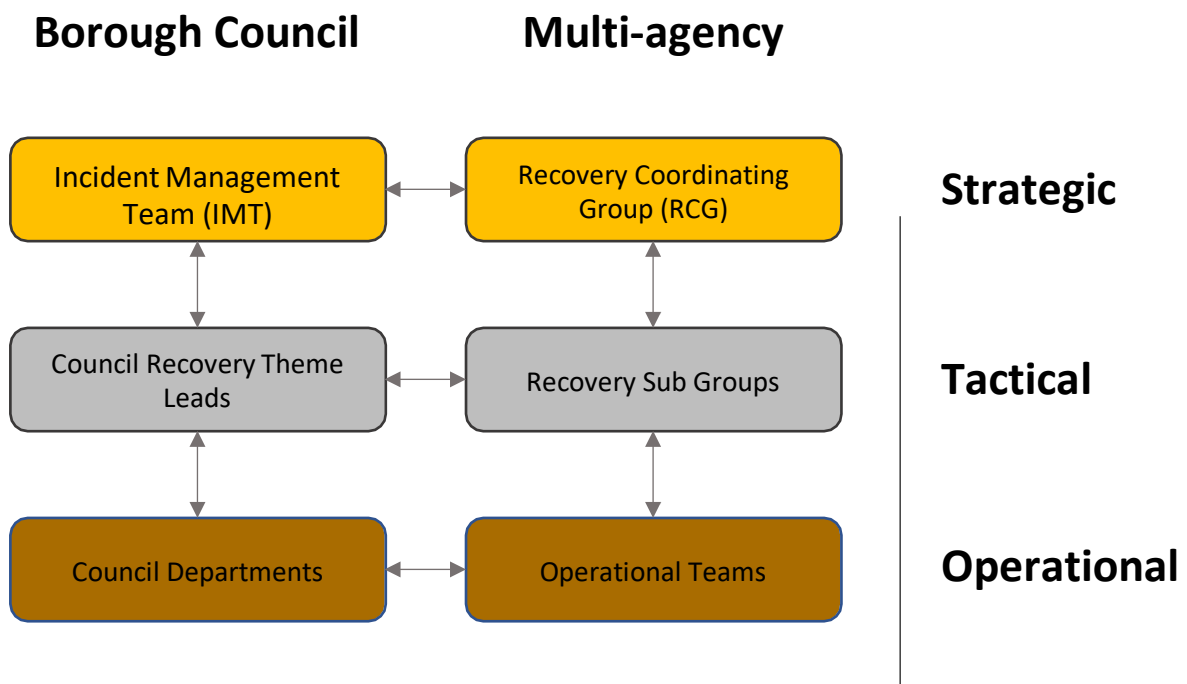 Borough Council
Multi-agency
Incident Management
Team (IMT)
Recovery Coordinating
Group (RCG)
Strategic
Council Recovery Theme
Leads
Recovery Sub Groups
Tactical
Council Departments
Operational Teams
Operational